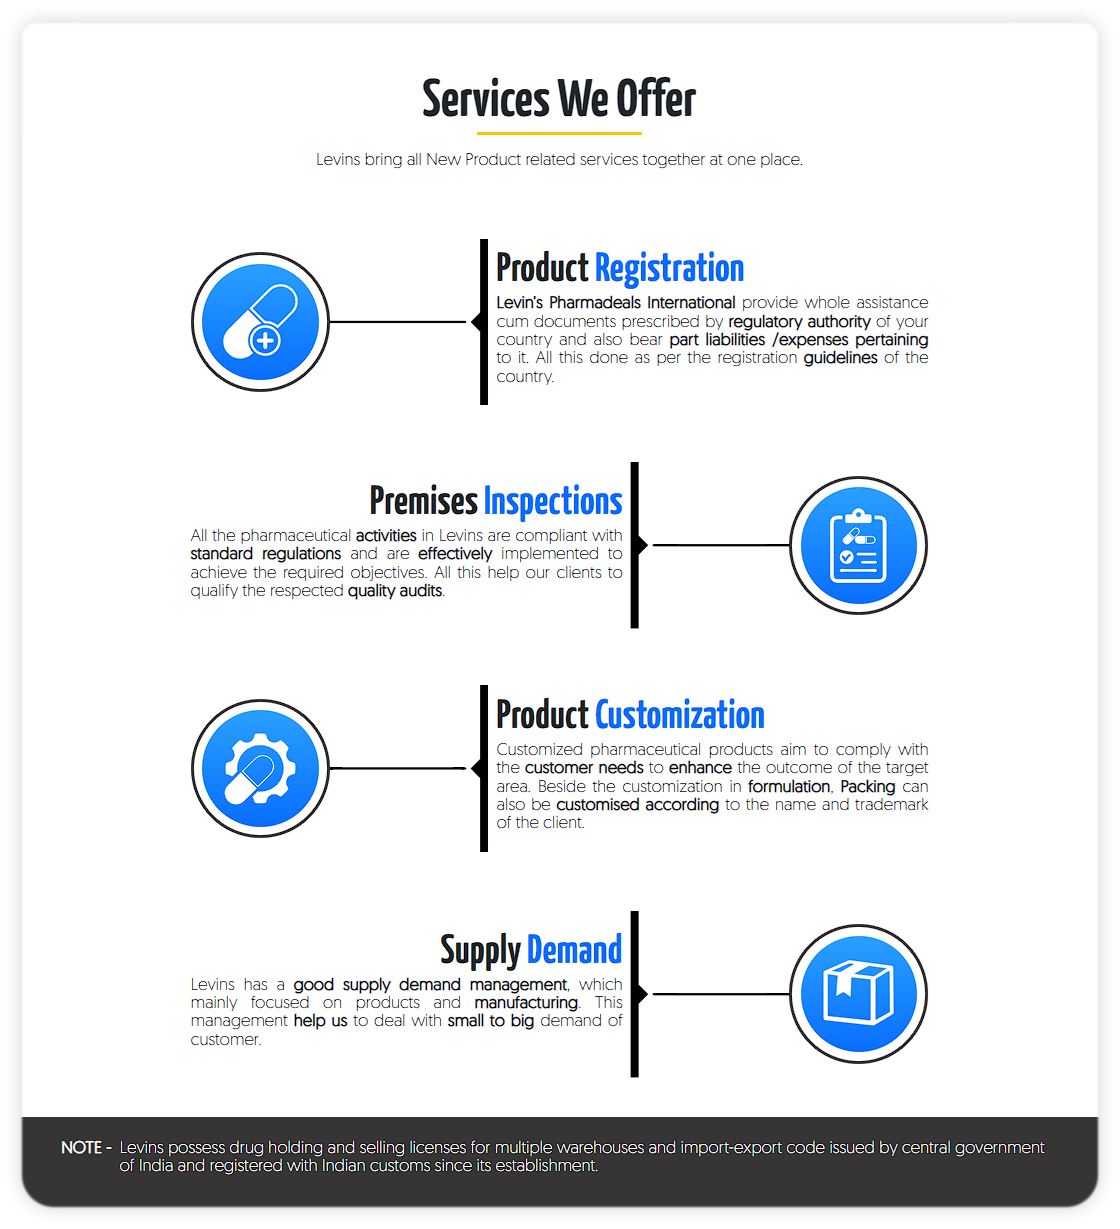 Services We Offer
Levins bring all New Product related services together at one place.
Product Registration
Levin's Pharmadeals International provide whole assistance
cum documents prescribed by regulatory authority of your
country and also bear part liabilities /expenses pertaining
to it. All this done as per the registration guidelines of the
country.
Premises Inspections
All the pharmaceutical activities in Levins are compliant with
standard regulations and are effectively implemented to
achieve the required objectives. All this help our clients to
qualify the respected quality audits.
Product Customization
Customized pharmaceutical products aim to comply with
the customer needs to enhance the outcome of the target
area. Beside the customization in formulation, Packing can
also be customised according to the name and trademark
of the client.
Supply Demand
Levins has a good supply demand management, which
mainly focused on products and manufacturing. This
management help us to deal with small to big demand of
customer.
NOTE - Levins possess drug holding and selling licenses for multiple warehouses and import-export code issued by central government
of India and registered with Indian customs since its establishment.